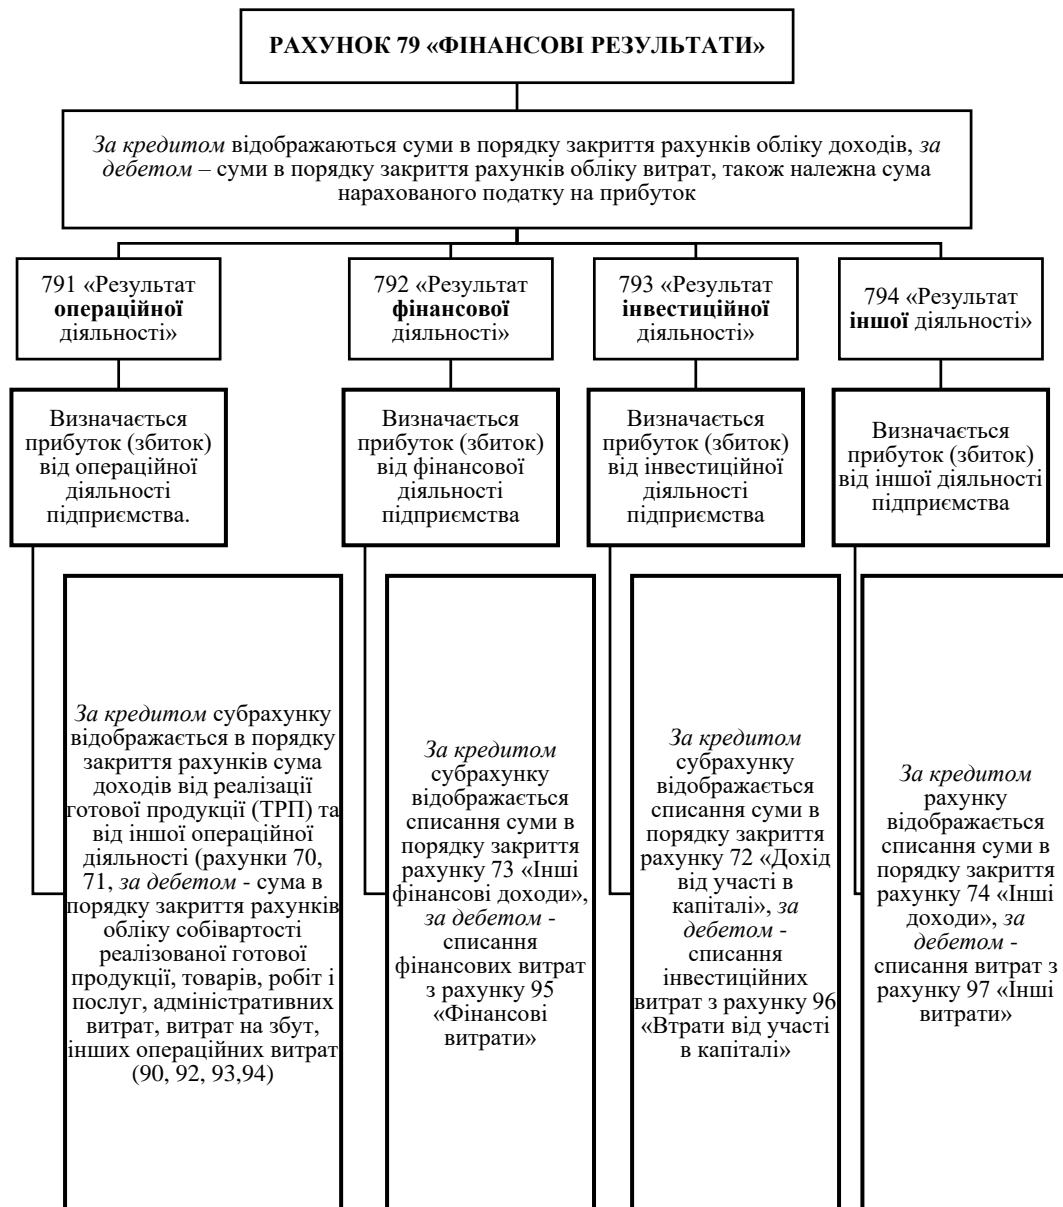 РАХУНОК 79 «ФІНАНСОВІ РЕЗУЛЬТАТИ»
За кредитом відображаються суми в порядку закриття рахунків обліку доходів, за
дебетом – суми в порядку закриття рахунків обліку витрат, також належна сума
нарахованого податку на прибуток
791 «Результат
операційної
діяльності»
792 «Результат
фінансової
діяльності»
793 «Результат
інвестиційної
діяльності»
794 «Результат
іншої діяльності»
Визначається
прибуток (збиток)
від операційної
діяльності
підприємства.
Визначається
прибуток (збиток)
від фінансової
діяльності
підприємства
Визначається
прибуток (збиток)
від інвестиційної
діяльності
підприємства
Визначається
прибуток (збиток)
від іншої діяльності
підприємства
За кредитом субрахунку
відображається в порядку
закриття рахунків сума
доходів від реалізації
готової продукції (ТРП) та
від іншої операційної
діяльності (рахунки 70,
71, за дебетом - сума в
порядку закриття рахунків
обліку собівартості
реалізованої готової
продукції, товарів, робіт і
послуг, адміністративних
витрат, витрат на збут,
інших операційних витрат
(90, 92, 93,94)
За кредитом
субрахунку
відображається
списання суми в
порядку закриття
рахунку 73 «Інші
фінансові доходи»,
за дебетом -
списання
фінансових витрат
з рахунку 95
«Фінансові
витрати»
За кредитом
субрахунку
відображається
списання суми в
порядку закриття
рахунку 72 «Дохід
від участі в
капіталі», за
дебетом -
списання
інвестиційних
витрат з рахунку 96
«Втрати від участі
в капіталі»
За кредитом
рахунку
відображається
списання суми в
порядку закриття
рахунку 74 «Інші
доходи», за
дебетом -
списання витрат з
рахунку 97 «Інші
витрати»